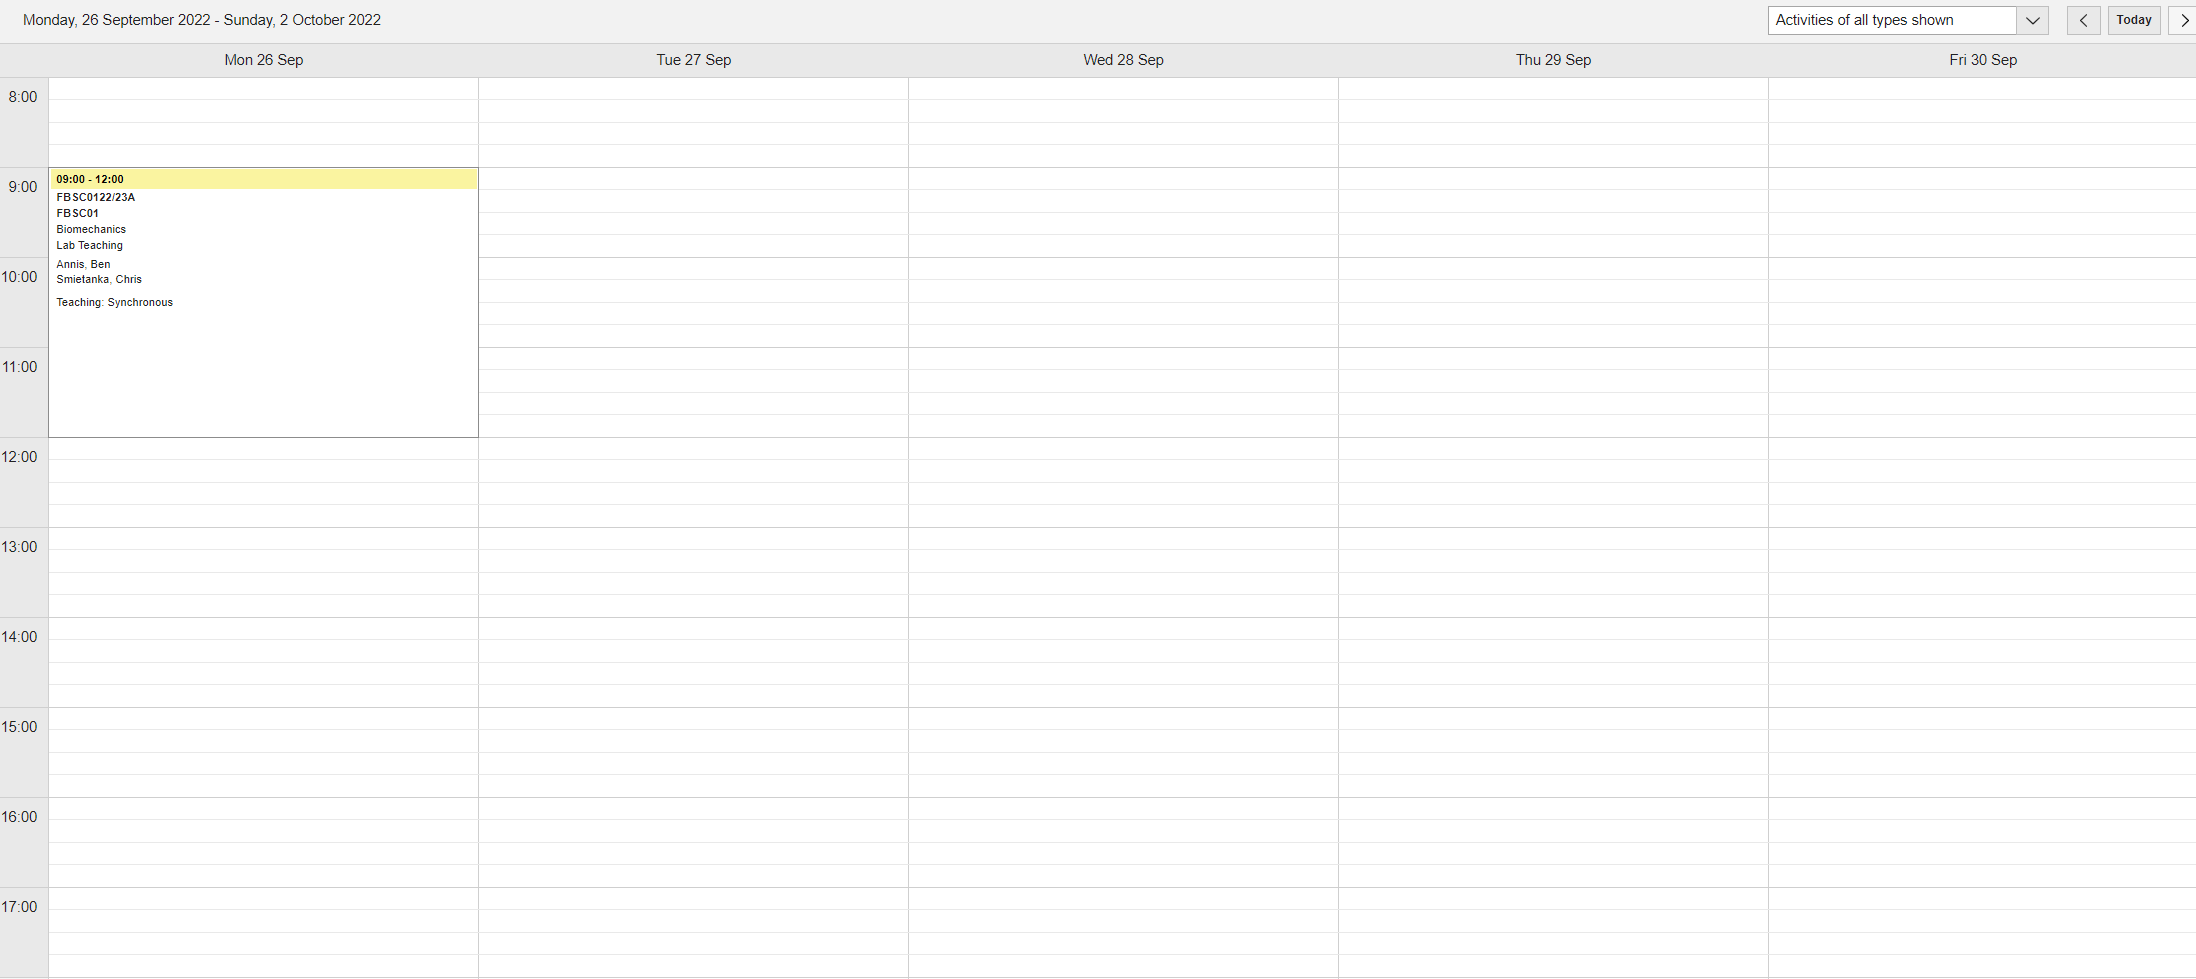 Monday, 26 September 2022 - Sunday, 2 October 2022
Activities of all types shown
Today
Mon 26 Sep
Tue 27 Sep
Wed 28 Sep
Thu 29 Sep
Fri 30 Sep
8:00
9:00
09:00 - 12:00
FBSC0122/23A
FBSC01
Biomechanics
Lab Teaching
Annis, Ben
Smietanka, Chris
Teaching: Synchronous
10:00
11:00
12:00
13:00
14:00
15:00
16:00
17:00